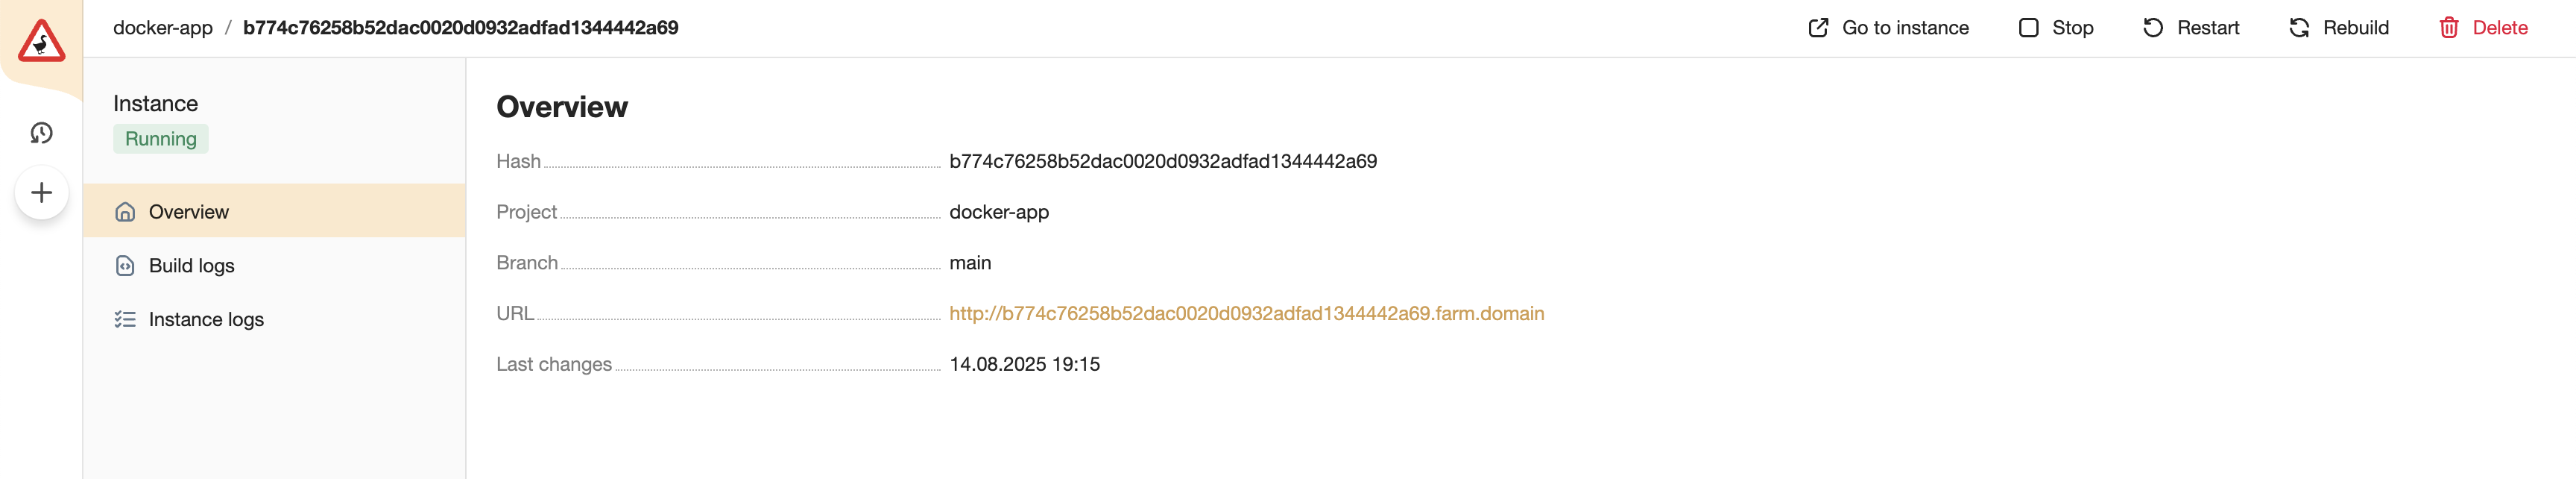 docker-app / b774c76258b52dac0020d0932adfad1344442a69
Go to instance
Stop
Restart
Rebuild
Delete
Instance
Running
Overview
Build logs
Instance logs
Overview
Hash b774c76258b52dac0020d0932adfad1344442a69
Project docker-app
Branch main
URL http://b774c76258b52dac0020d0932adfad1344442a69.farm.domain
Last changes 14.08.2025 19:15